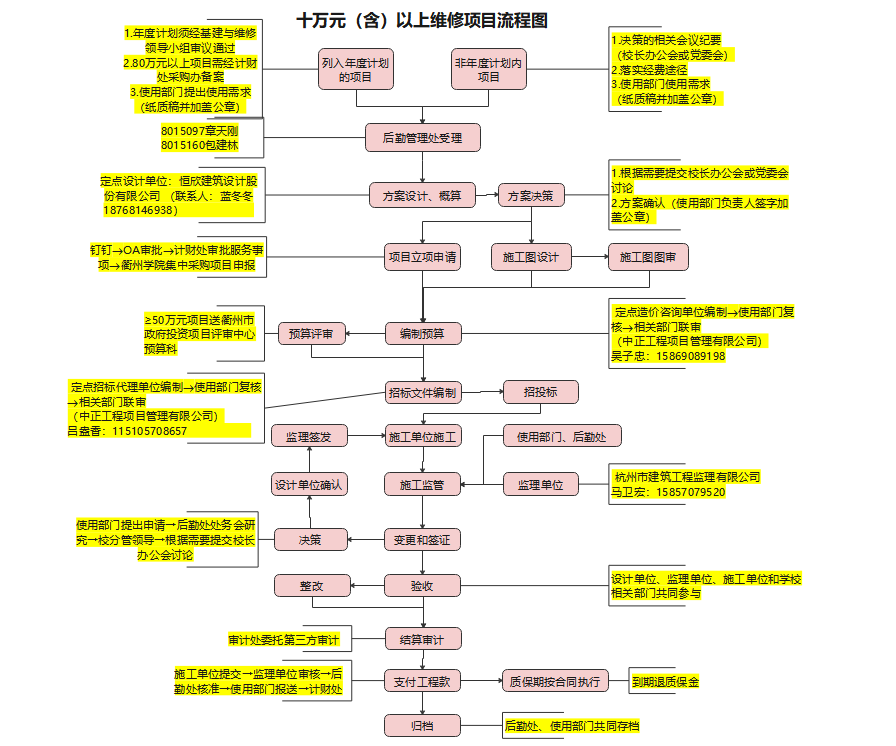 十万元（含）以上维修项目流程图
1.年度计划须经基建与维修
领导小组审议通过
2.80万元以上项目需经计财
处采购办备案
3.使用部门提出使用需求
（纸质稿并加盖公章）
列入年度计划
的项目
非年度计划内
项目
1.决策的相关会议纪要
（校长办公会或党委会）
2.落实经费途径
3.使用部门使用需求
（纸质稿并加盖公章）
8015097章天刚
8015160包建林
后勤管理处受理
定点设计单位：恒欣建筑设计股
份有限公司 （联系人：蓝冬冬
18768146938）
方案设计、概算
方案决策
1.根据需要提交校长办公会或党委会
讨论
2.方案确认（使用部门负责人签字加
盖公章）
钉钉→OA审批→计财处审批服务事
项→衢州学院集中采购项目申报
项目立项申请
施工图设计
施工图图审
≥50万元项目送衢州市
政府投资项目评审中心
预算科
预算评审
编制预算
定点造价咨询单位编制→使用部门复
核→相关部门联审
（中正工程项目管理有限公司）
吴子忠：15869089198
定点招标代理单位编制→使用部门复核
→相关部门联审
（中正工程项目管理有限公司）
吕盘香：115105708657
招标文件编制
招投标
监理签发
施工单位施工
使用部门、后勤处
设计单位确认
施工监管
监理单位
杭州市建筑工程监理有限公司
马卫宏：15857079520
使用部门提出申请→后勤处处务会研
究→校分管领导→根据需要提交校长
办公会讨论
决策
变更和签证
整改
验收
设计单位、监理单位、施工单位和学校
相关部门共同参与
审计处委托第三方审计
结算审计
施工单位提交→监理单位审核→后
勤处核准→使用部门报送→计财处
支付工程款
质保期按合同执行
到期退质保金
归档
后勤处、使用部门共同存档